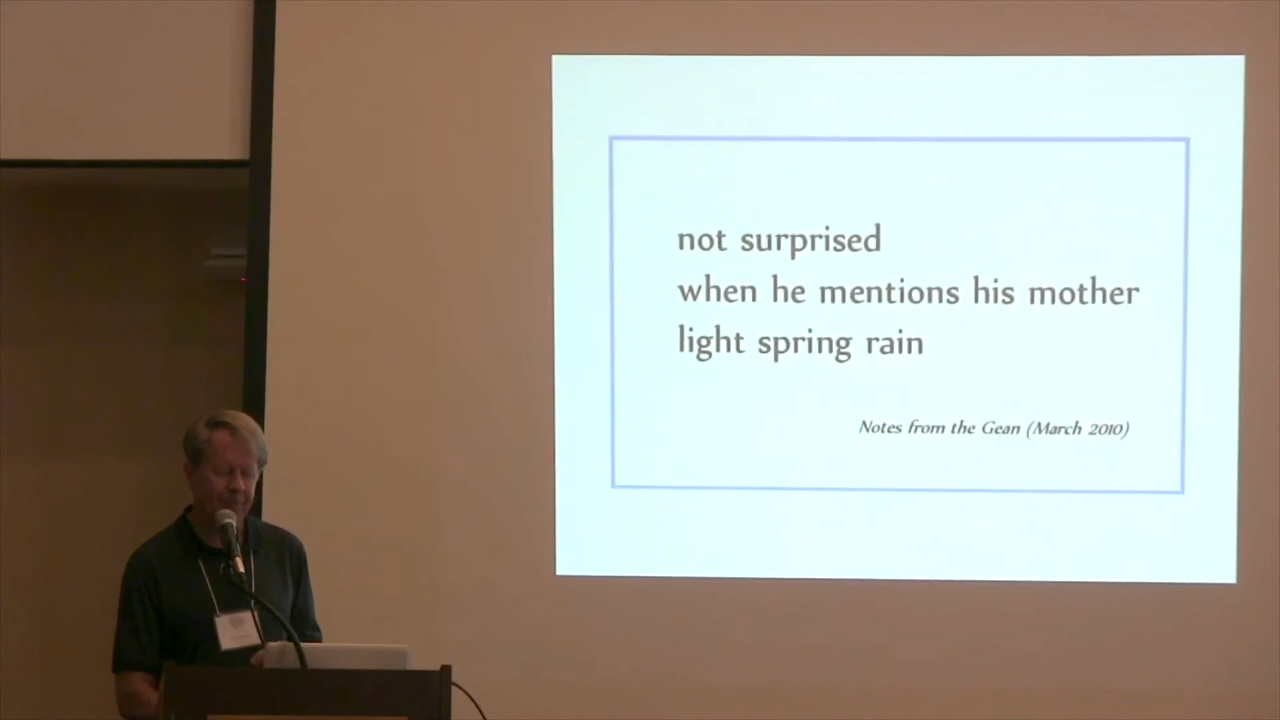 not surprised
when he mentions his mother
light spring rain
Notes from the Gean (March 2010)